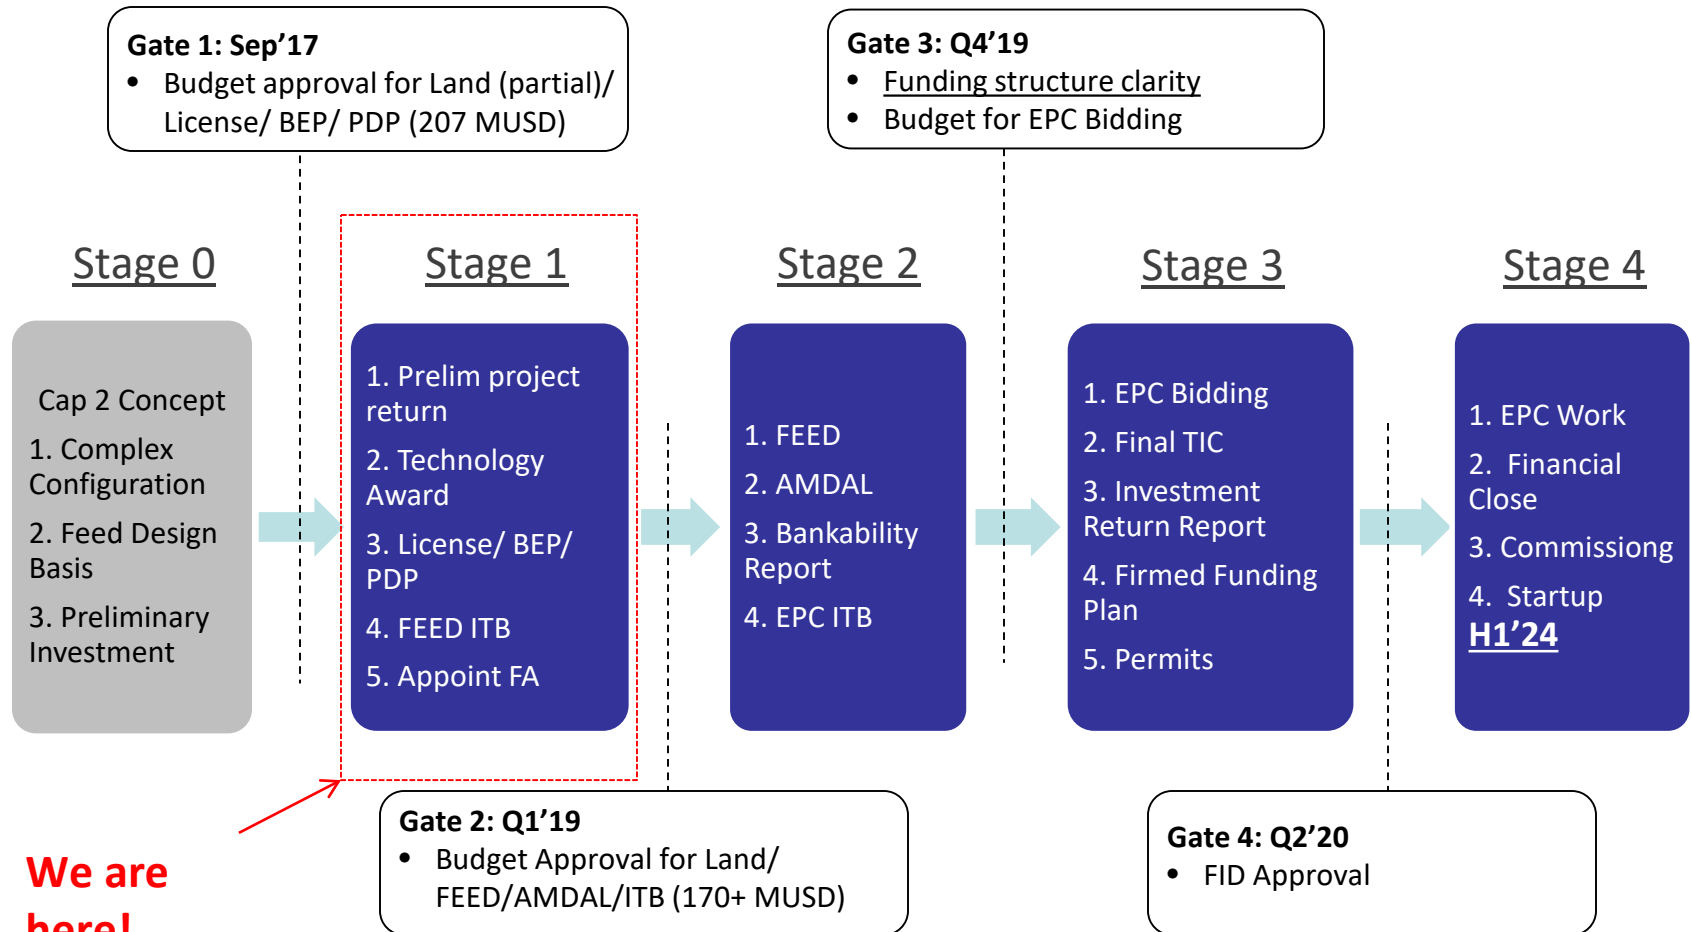 Gate 1: Sep’17
• Budget approval for Land (partial)/
License/ BEP/ PDP (207 MUSD)
Gate 3: Q4’19
• Funding structure clarity
• Budget for EPC Bidding
Stage 0
Stage 1
Stage 2
Stage 3
Stage 4
Cap 2 Concept
1. Complex
Configuration
2. Feed Design
Basis
3. Preliminary
Investment
1. Prelim project
return
2. Technology
Award
3. License/ BEP/
PDP
4. FEED ITB
5. Appoint FA
1. FEED
2. AMDAL
3. Bankability
Report
4. EPC ITB
1. EPC Bidding
2. Final TIC
3. Investment
Return Report
4. Firmed Funding
Plan
5. Permits
1. EPC Work
2. Financial
Close
3. Commissiong
4. Startup
H1’24
We are
here!
Gate 2: Q1’19
• Budget Approval for Land/
FEED/AMDAL/ITB (170+ MUSD)
Gate 4: Q2’20
• FID Approval